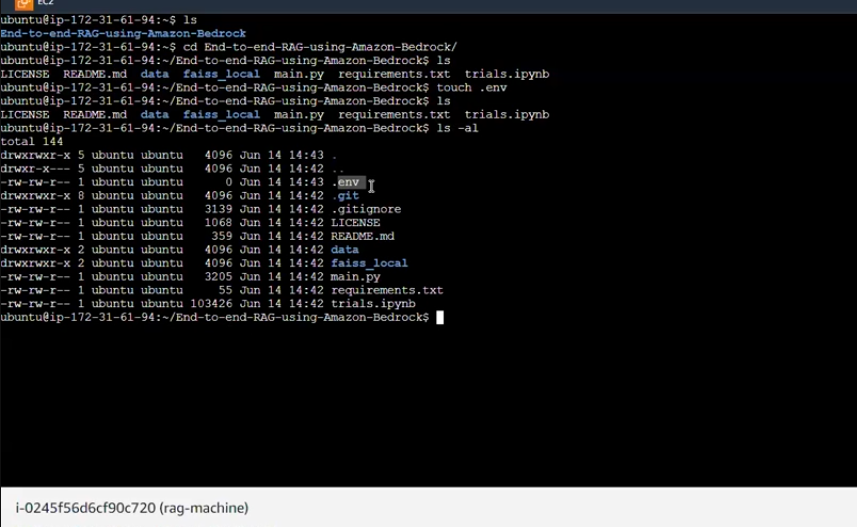 EC2
ubuntu@ip-172-31-61-94:~$ ls
End-to-end-RAG-using-Amazon-Bedrock
ubuntu@ip-172-31-61-94:~$ cd End-to-end-RAG-using-Amazon-Bedrock/
ubuntu@ip-172-31-61-94:~/End-to-end-RAG-using-Amazon-Bedrock$ ls
LICENSE  README.md  data  faiss_local  main.py  requirements.txt  trials.ipynb
ubuntu@ip-172-31-61-94:~/End-to-end-RAG-using-Amazon-Bedrock$ touch .env
ubuntu@ip-172-31-61-94:~/End-to-end-RAG-using-Amazon-Bedrock$ ls
LICENSE  README.md  data  faiss_local  main.py  requirements.txt  trials.ipynb
ubuntu@ip-172-31-61-94:~/End-to-end-RAG-using-Amazon-Bedrock$ ls -al
total 144
drwxrwxr-x 5 ubuntu ubuntu   4096 Jun 14 14:43 .
drwxr-x--- 5 ubuntu ubuntu   4096 Jun 14 14:42 ..
-rw-rw-r-- 1 ubuntu ubuntu      0 Jun 14 14:43 .env
drwxrwxr-x 8 ubuntu ubuntu   4096 Jun 14 14:42 .git
-rw-rw-r-- 1 ubuntu ubuntu   3139 Jun 14 14:42 .gitignore
-rw-rw-r-- 1 ubuntu ubuntu   1068 Jun 14 14:42 LICENSE
-rw-rw-r-- 1 ubuntu ubuntu    359 Jun 14 14:42 README.md
drwxrwxr-x 2 ubuntu ubuntu   4096 Jun 14 14:42 data
drwxrwxr-x 2 ubuntu ubuntu   4096 Jun 14 14:42 faiss_local
-rw-rw-r-- 1 ubuntu ubuntu   3205 Jun 14 14:42 main.py
-rw-rw-r-- 1 ubuntu ubuntu     55 Jun 14 14:42 requirements.txt
-rw-rw-r-- 1 ubuntu ubuntu 103426 Jun 14 14:42 trials.ipynb
ubuntu@ip-172-31-61-94:~/End-to-end-RAG-using-Amazon-Bedrock$
i-0245f56d6cf90c720 (rag-machine)